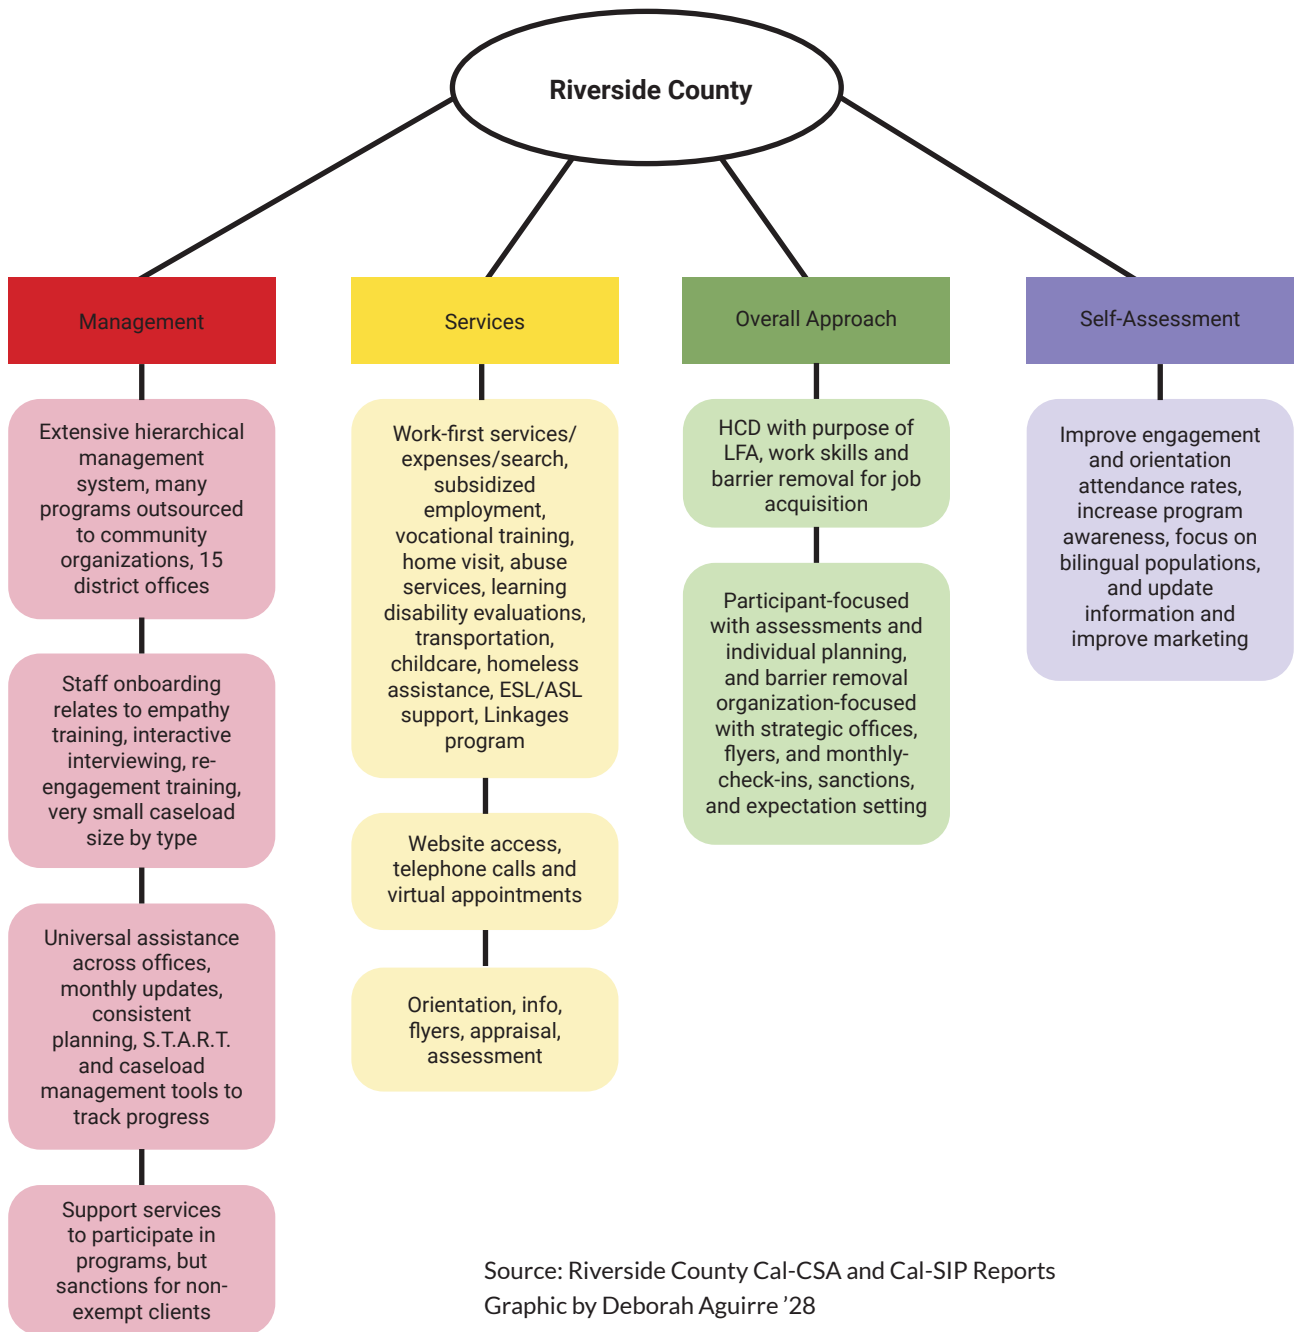 Riverside County
Management
Extensive hierarchical
management
system, many
programs outsourced
to community
organizations, 15
district offices
Staff onboarding
relates to empathy
training, interactive
interviewing, re-
engagement training,
very small caseload
size by type
Universal assistance
across offices,
monthly updates,
consistent
planning, S.T.A.R.T.
and caseload
management tools to
track progress
Support services
to participate in
programs, but
sanctions for non-
exempt clients
Services
Work-first services/
expenses/search,
subsidized
employment,
vocational training,
home visit, abuse
services, learning
disability evaluations,
transportation,
childcare, homeless
assistance, ESL/ASL
support, Linkages
program
Website access,
telephone calls and
virtual appointments
Orientation, info,
flyers, appraisal,
assessment
Overall Approach
HCD with purpose of
LFA, work skills and
barrier removal for job
acquisition
Participant-focused
with assessments and
individual planning,
and barrier removal
organization-focused
with strategic offices,
flyers, and monthly-
check-ins, sanctions,
and expectation setting
Self-Assessment
Improve engagement
and orientation
attendance rates,
increase program
awareness, focus on
bilingual populations,
and update
information and
improve marketing
Source: Riverside County Cal-CSA and Cal-SIP Reports
Graphic by Deborah Aguirre ’28